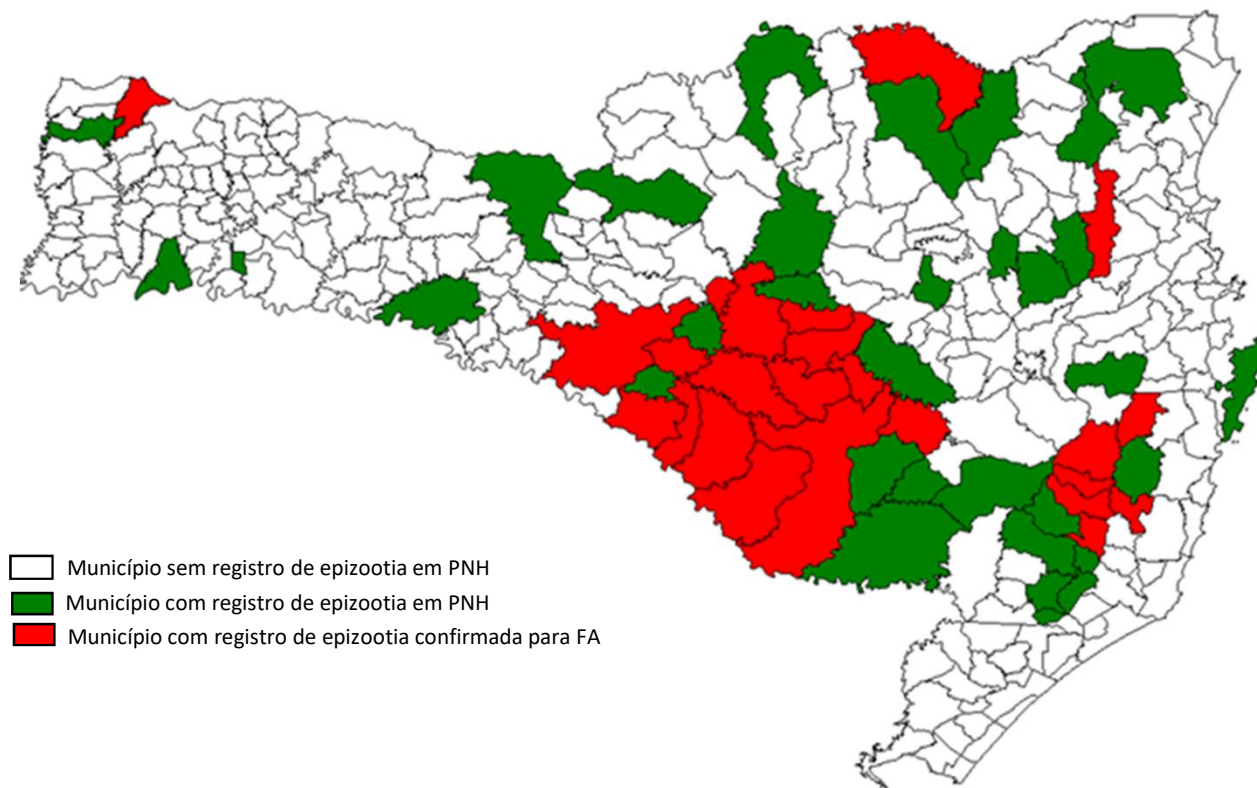 Município sem registro de epizootia em PNH
Município com registro de epizootia em PNH
Município com registro de epizootia confirmada para FA